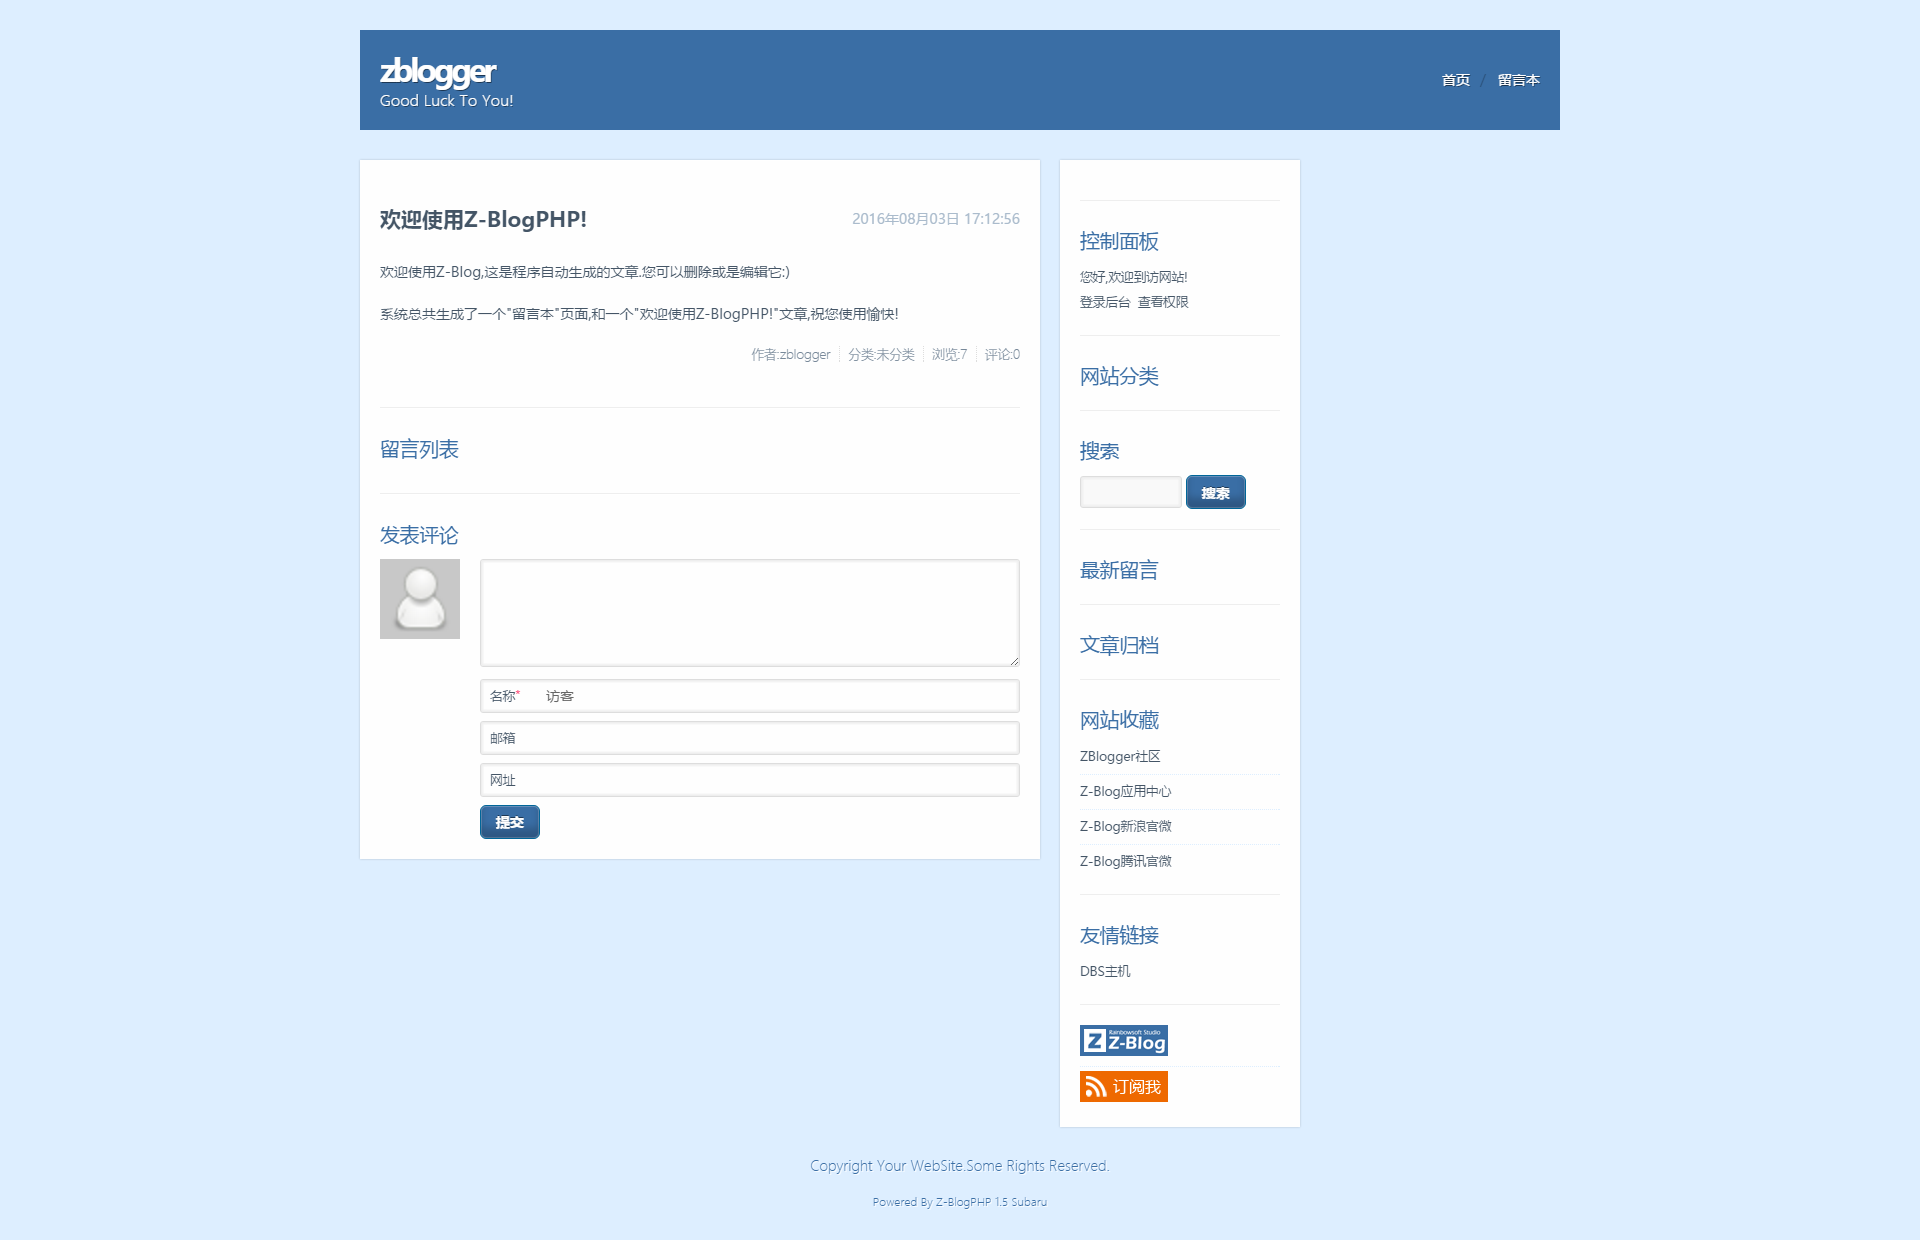 zblogger
Good Luck To You!
首页 / 留言本
欢迎使用Z-BlogPHP!
2016年08月03日 17:12:56
欢迎使用Z-Blog,这是程序自动生成的文章.您可以删除或是编辑它:)
系统总共生成了一个"留言本"页面,和一个"欢迎使用Z-BlogPHP!"文章,祝您使用愉快!
作者:zblogger 分类:未分类 浏览:7 评论:0
留言列表
发表评论
名称* 访客
邮箱
网址
提交
控制面板
您好,欢迎到访网站!
登录后台 查看权限
网站分类
搜索
搜索
最新留言
文章归档
网站收藏
ZBlogger社区
Z-Blog应用中心
Z-Blog新浪官微
Z-Blog腾讯官微
友情链接
DBS主机
Rainbowsoft Studio
Z Z-Blog
订阅我
Copyright Your WebSite.Some Rights Reserved.
Powered By Z-BlogPHP 1.5 Subaru